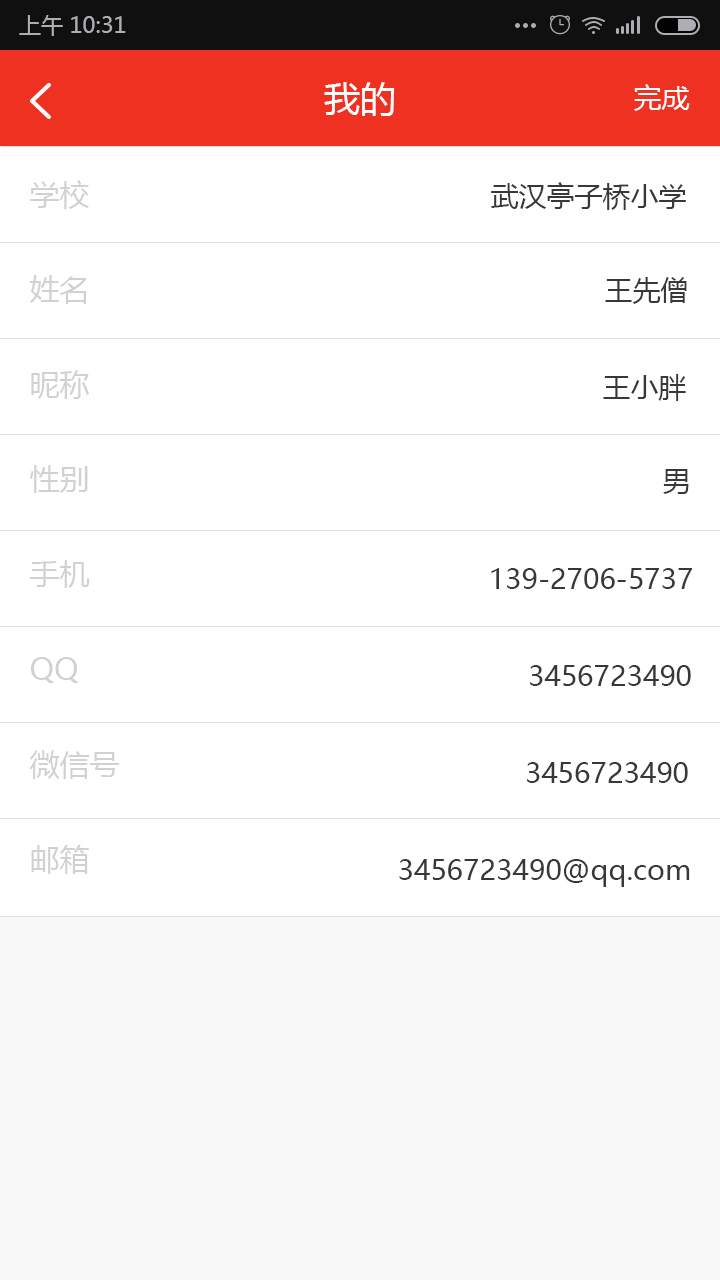 上午 10:31
我的 完成
学校 武汉亭子桥小学
姓名 王先僧
昵称 王小胖
性别 男
手机 139-2706-5737
QQ 3456723490
微信号 3456723490
邮箱 3456723490@qq.com